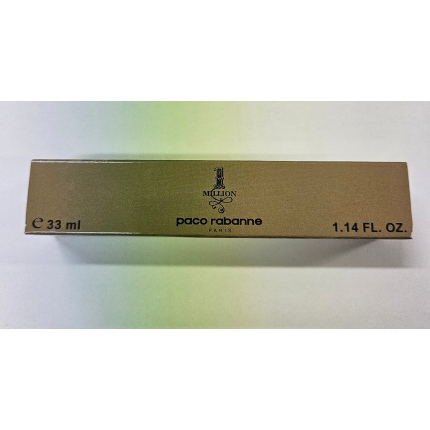 1
MILLION
paco rabanne
PARIS
℮ 33 ml
1.14 FL. OZ.